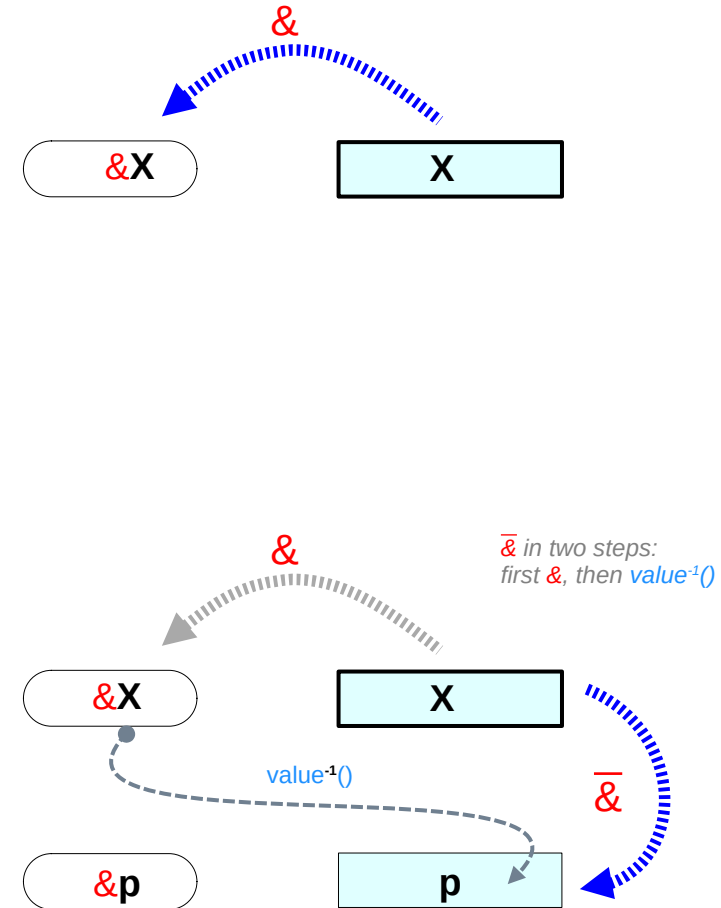 &
&X
X
&
&̅ in two steps:
first &, then value⁻¹()
&X
X
value⁻¹()
&̅
&p
p